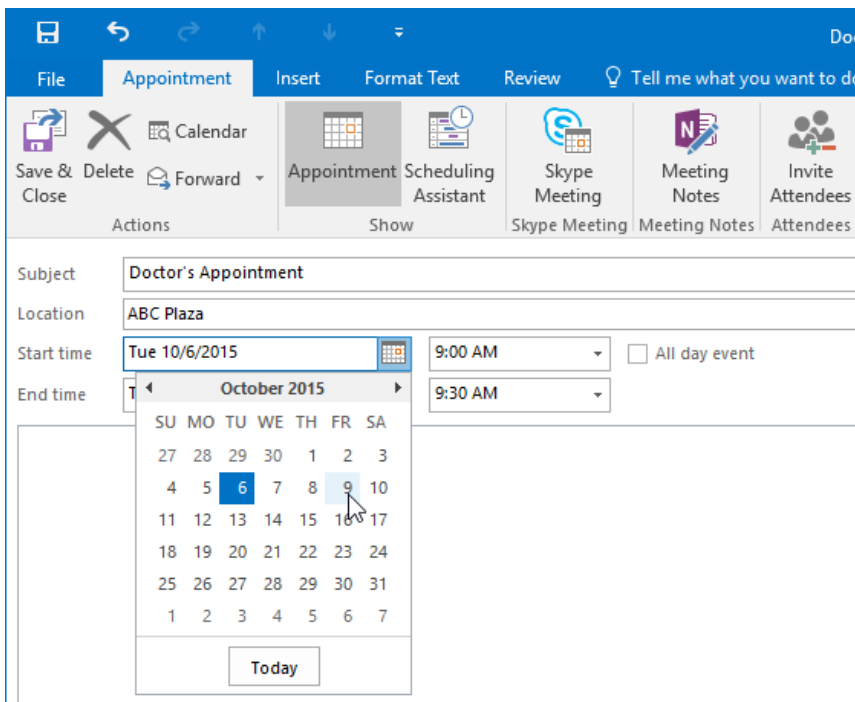 Do
File Appointment Insert Format Text Review Tell me what you want to do
Save & Close Delete Calendar Forward Appointment Scheduling Assistant Skype Meeting Meeting Notes Invite Attendees
Actions Show Skype Meeting Meeting Notes Attendees
Subject Doctor's Appointment
Location ABC Plaza
Start time Tue 10/6/2015 9:00 AM All day event
End time T 9:30 AM
October 2015
SU MO TU WE TH FR SA
27 28 29 30 1 2 3
4 5 6 7 8 9 10
11 12 13 14 15 16 17
18 19 20 21 22 23 24
25 26 27 28 29 30 31
1 2 3 4 5 6 7
Today